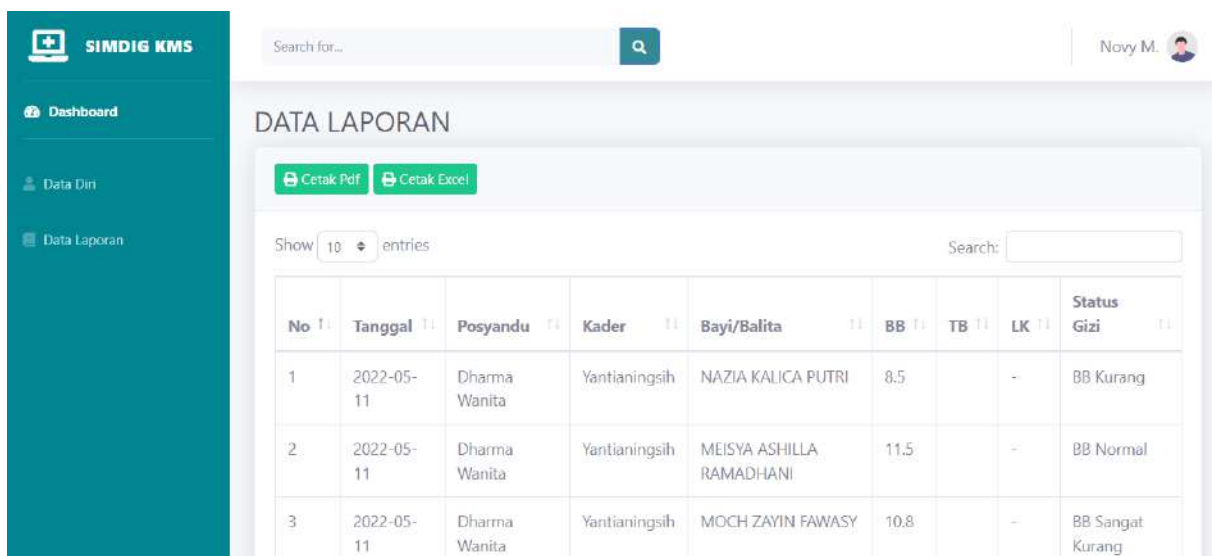 SIMDIG KMS
Search for...
Novy M.
Dashboard
DATA LAPORAN
Data Diri
Cetak Pdf
Cetak Excel
Data Laporan
Show 10 entries
Search:
No Tanggal Posyandu Kader Bayi/Balita BB TB LK Status Gizi
1 2022-05-11 Dharma Wanita Yantianingsih NAZIA KALICA PUTRI 8.5 - BB Kurang
2 2022-05-11 Dharma Wanita Yantianingsih MEISYA ASHILLA RAMADHANI 11.5 - BB Normal
3 2022-05-11 Dharma Wanita Yantianingsih MOCH ZAYIN FAWASY 10.8 - BB Sangat Kurang